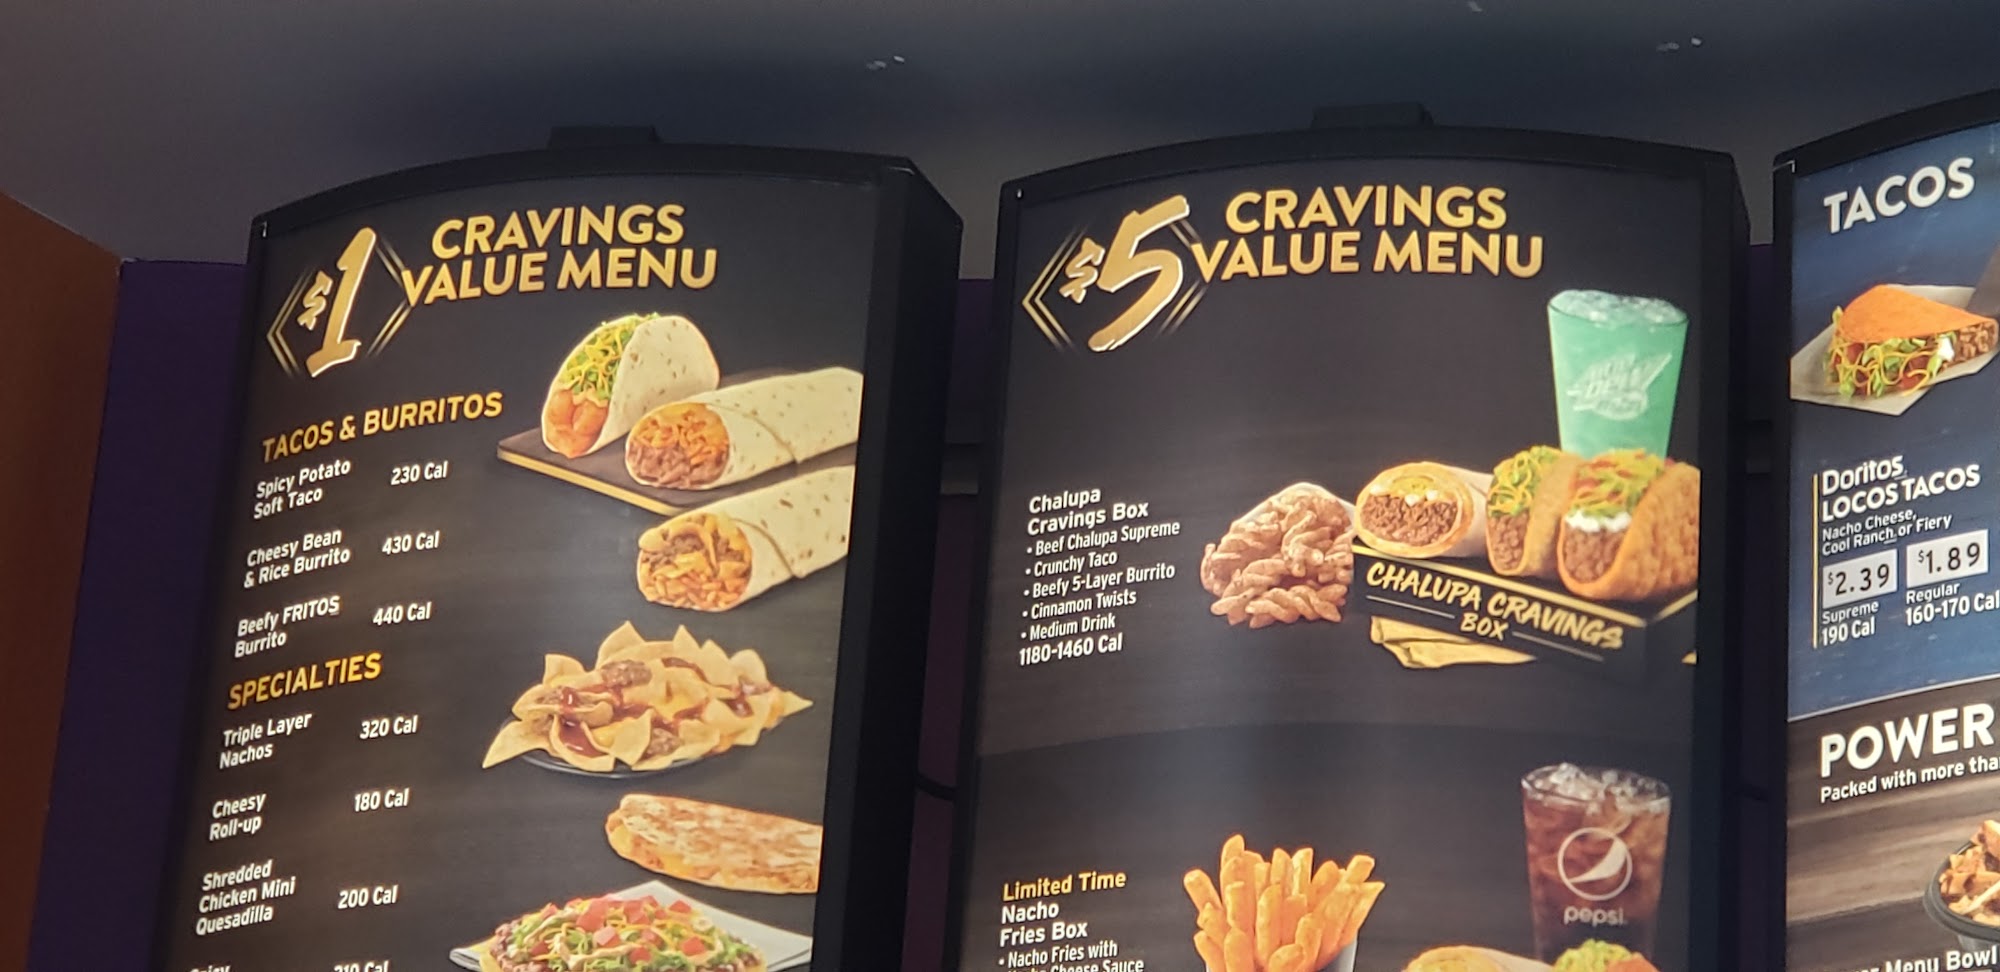 $1 CRAVINGS
VALUE MENU
TACOS & BURRITOS
Spicy Potato
Soft Taco
230 Cal
Cheesy Bean
& Rice Burrito
430 Cal
Beefy FRITOS
Burrito
440 Cal
SPECIALTIES
Triple Layer
Nachos
320 Cal
Cheesy
Roll-up
180 Cal
Shredded
Chicken Mini
Quesadilla
200 Cal
210 Cal
$5 CRAVINGS
VALUE MENU
Chalupa
Cravings Box
• Beef Chalupa Supreme
• Crunchy Taco
• Beefy 5-Layer Burrito
• Cinnamon Twists
• Medium Drink
1180-1460 Cal
CHALUPA CRAVINGS
BOX
Limited Time
Nacho
Fries Box
• Nacho Fries with
Cheese Sauce
pepsi
TACOS
Doritos
LOCOS TACOS
Nacho Cheese,
Cool Ranch, or Fiery
$2.39
Supreme
190 Cal
$1.89
Regular
160-170 Cal
POWER
Packed with more
Menu Bowl